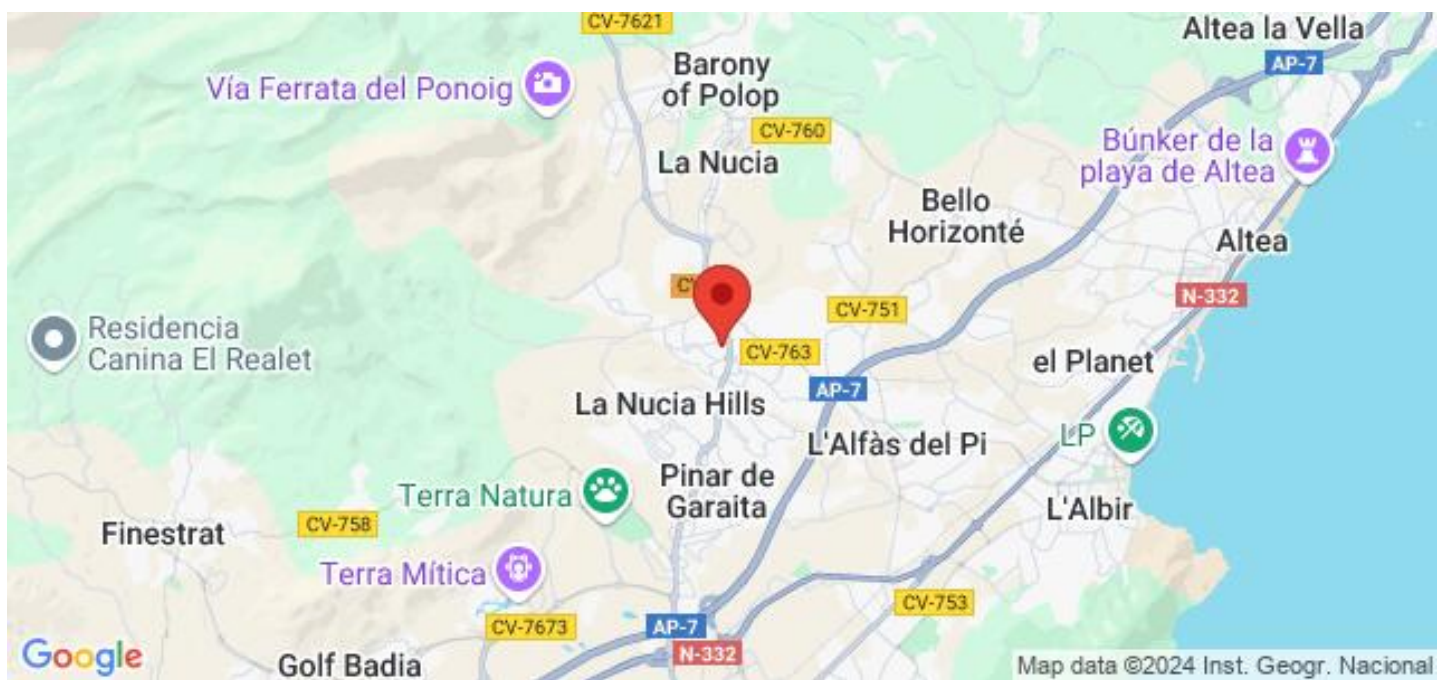 CV-7621
Altea la Vella
AP-7
Barony
of Polop
Vía Ferrata del Ponoig
CV-760
Búnker de la
playa de Altea
La Nucia
Bello
Horizonté
Altea
N-332
CV-751
Residencia
Canina El Realet
CV-763
el Planet
AP-7
La Nucia Hills
L'Alfàs del Pi
LP
Pinar de
Garaita
Terra Natura
L'Albir
CV-758
Finestrat
Terra Mítica
CV-753
CV-7673
AP-7
N-332
Google
Golf Badia
Map data ©2024 Inst. Geogr. Nacional